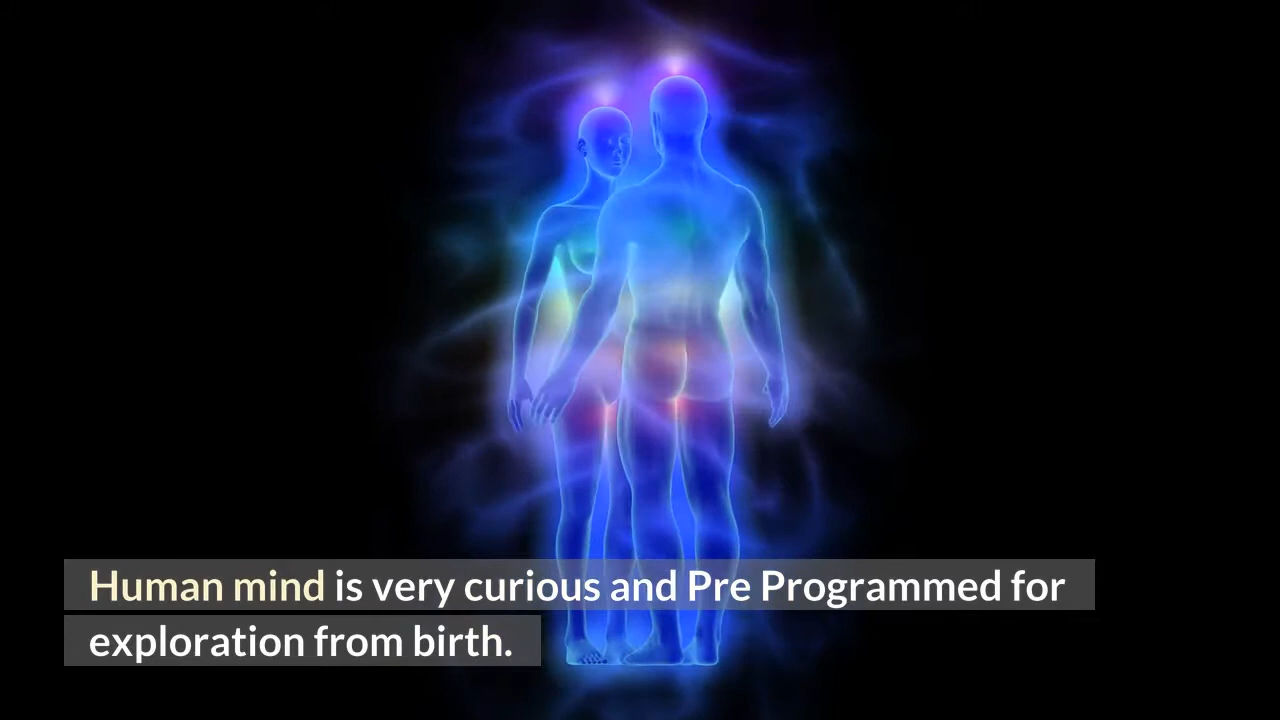 Human mind is very curious and Pre Programmed for
exploration from birth.